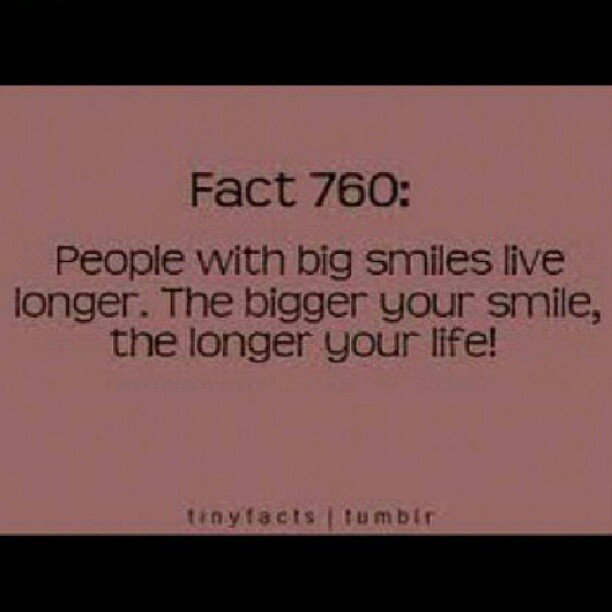 Fact 760:
People with big smiles live
longer. The bigger your smile,
the longer your life!
tinyfacts | tumblr